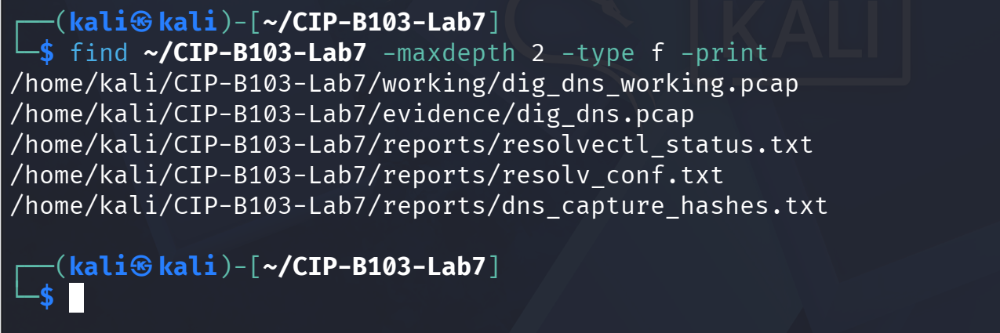 ┌──(kali㉿kali)-[~/CIP-B103-Lab7]
└─$ find ~/CIP-B103-Lab7 -maxdepth 2 -type f -print
/home/kali/CIP-B103-Lab7/working/dig_dns_working.pcap
/home/kali/CIP-B103-Lab7/evidence/dig_dns.pcap
/home/kali/CIP-B103-Lab7/reports/resolvectl_status.txt
/home/kali/CIP-B103-Lab7/reports/resolv_conf.txt
/home/kali/CIP-B103-Lab7/reports/dns_capture_hashes.txt
┌──(kali㉿kali)-[~/CIP-B103-Lab7]
└─$
KALI